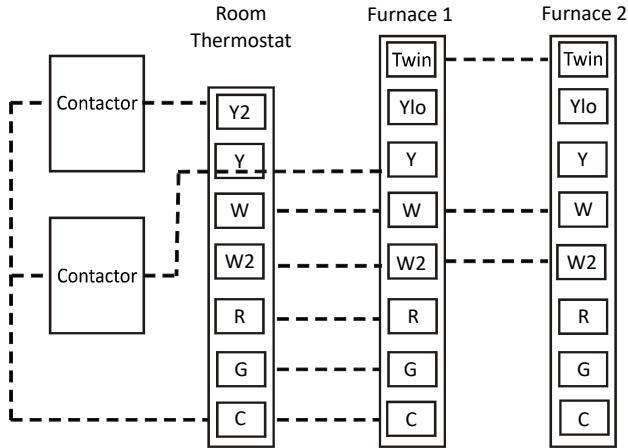 Room
Thermostat
Furnace 1
Furnace 2
Contactor
Contactor
Y2
Y
W
W2
R
G
C
Twin
Ylo
Y
W
W2
R
G
C
Twin
Ylo
Y
W
W2
R
G
C